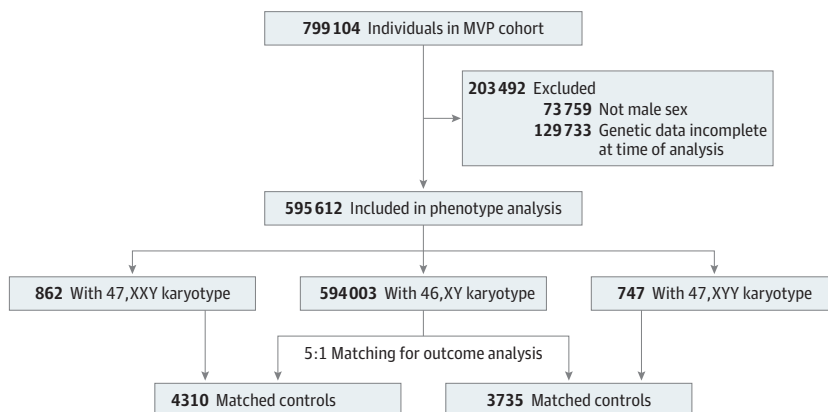 799104 Individuals in MVP cohort
203492 Excluded
73759 Not male sex
129733 Genetic data incomplete
at time of analysis
595612 Included in phenotype analysis
862 With 47,XXY karyotype
594003 With 46,XY karyotype
747 With 47,XYY karyotype
5:1 Matching for outcome analysis
4310 Matched controls
3735 Matched controls